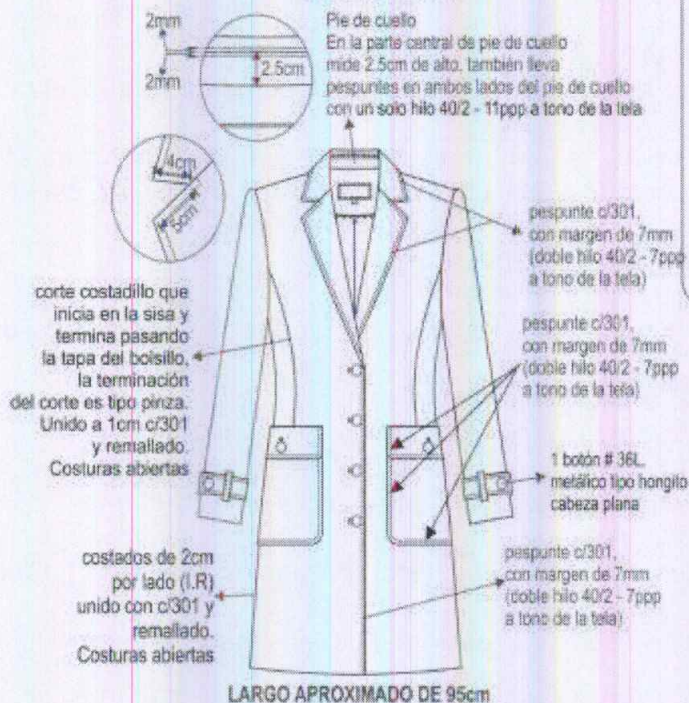 2mm
2mm
2.5cm
Pie de cuello
En la parte central de pie de cuello
mide 2.5cm de alto, también lleva
pespuntes en ambos lados del pie de cuello
con un solo hilo 40/2 - 11ppp a tono de la tela
4cm
5cm
pespunte c/301,
con margen de 7mm
(doble hilo 40/2 - 7ppp
a tono de la tela)
corte costadillo que
inicia en la sisa y
termina pasando
la tapa del bolsillo,
la terminación
del corte es tipo pinza.
Unido a 1cm c/301
y remallado.
Costuras abiertas
pespunte c/301,
con margen de 7mm
(doble hilo 40/2 - 7ppp
a tono de la tela)
1 botón # 36L
metálico tipo honguito
cabeza plana
costados de 2cm
por lado (I.R)
unido con c/301 y
remallado.
Costuras abiertas
pespunte c/301,
con margen de 7mm
(doble hilo 40/2 - 7ppp
a tono de la tela)
LARGO APROXIMADO DE 95cm